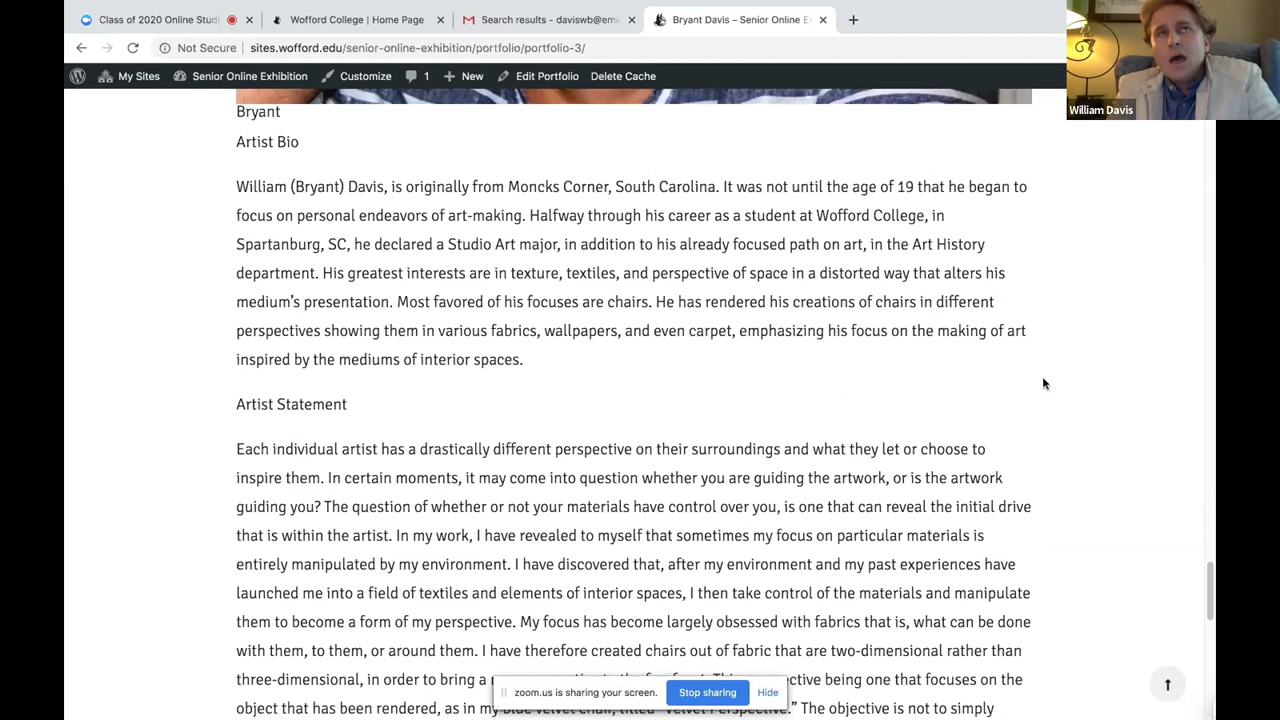 Class of 2020 Online Studi
Wofford College | Home Page
Search results - daviswb@em
Bryant Davis – Senior Online E
Not Secure | sites.wofford.edu/senior-online-exhibition/portfolio/portfolio-3/
My Sites Senior Online Exhibition Customize 1 New Edit Portfolio Delete Cache
William Davis
Bryant
Artist Bio
William (Bryant) Davis, is originally from Moncks Corner, South Carolina. It was not until the age of 19 that he began to
focus on personal endeavors of art-making. Halfway through his career as a student at Wofford College, in
Spartanburg, SC, he declared a Studio Art major, in addition to his already focused path on art, in the Art History
department. His greatest interests are in texture, textiles, and perspective of space in a distorted way that alters his
medium's presentation. Most favored of his focuses are chairs. He has rendered his creations of chairs in different
perspectives showing them in various fabrics, wallpapers, and even carpet, emphasizing his focus on the making of art
inspired by the mediums of interior spaces.
Artist Statement
Each individual artist has a drastically different perspective on their surroundings and what they let or choose to
inspire them. In certain moments, it may come into question whether you are guiding the artwork, or is the artwork
guiding you? The question of whether or not your materials have control over you, is one that can reveal the initial drive
that is within the artist. In my work, I have revealed to myself that sometimes my focus on particular materials is
entirely manipulated by my environment. I have discovered that, after my environment and my past experiences have
launched me into a field of textiles and elements of interior spaces, I then take control of the materials and manipulate
them to become a form of my perspective. My focus has become largely obsessed with fabrics that is, what can be done
with them, to them, or around them. I have therefore created chairs out of fabric that are two-dimensional rather than
three-dimensional, in order to bring a
ective being one that focuses on the
zoom.us is sharing your screen. Stop sharing Hide
object that has been rendered, as in my blue velvet chair, titled "Velvet Perspective." The objective is not to simply